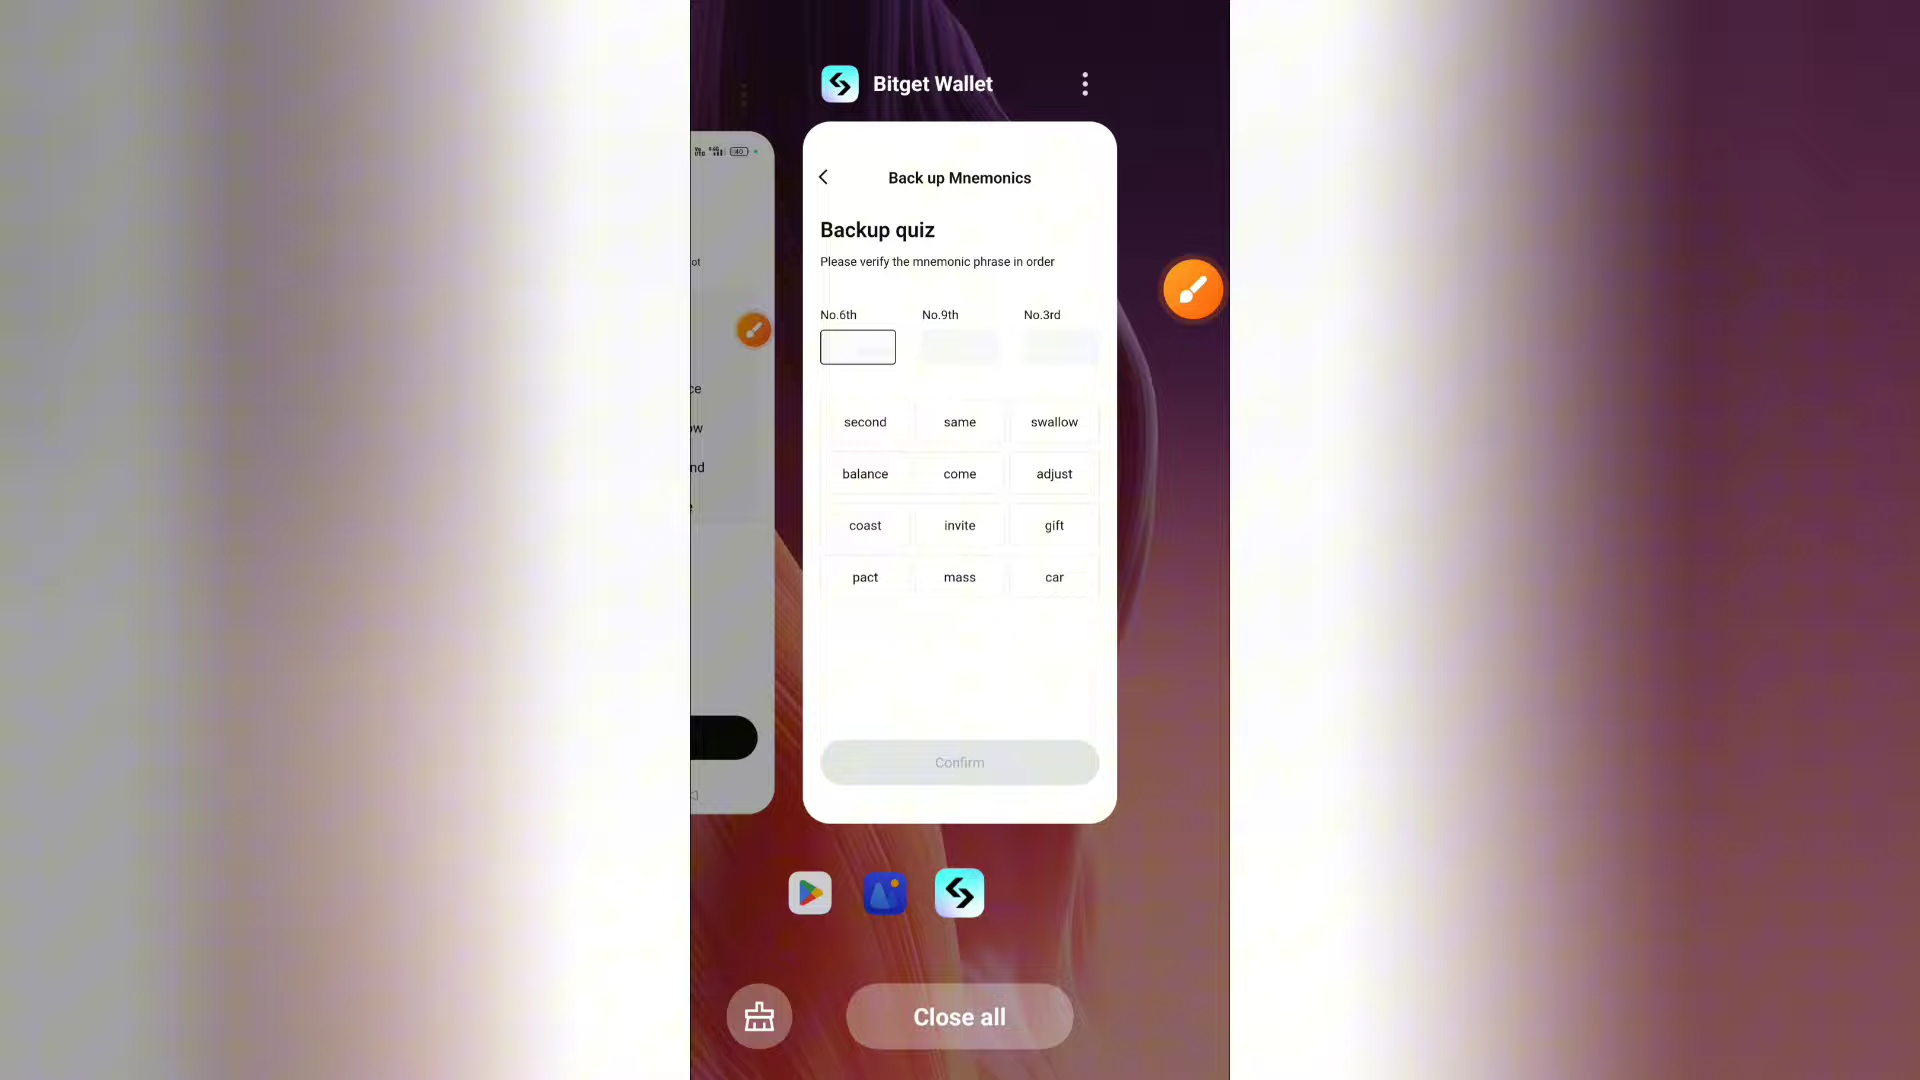 Bitget Wallet
40
Back up Mnemonics
Backup quiz
Please verify the mnemonic phrase in order
No.6th No.9th No.3rd
second same swallow
balance come adjust
coast invite gift
pact mass car
Confirm
Close all